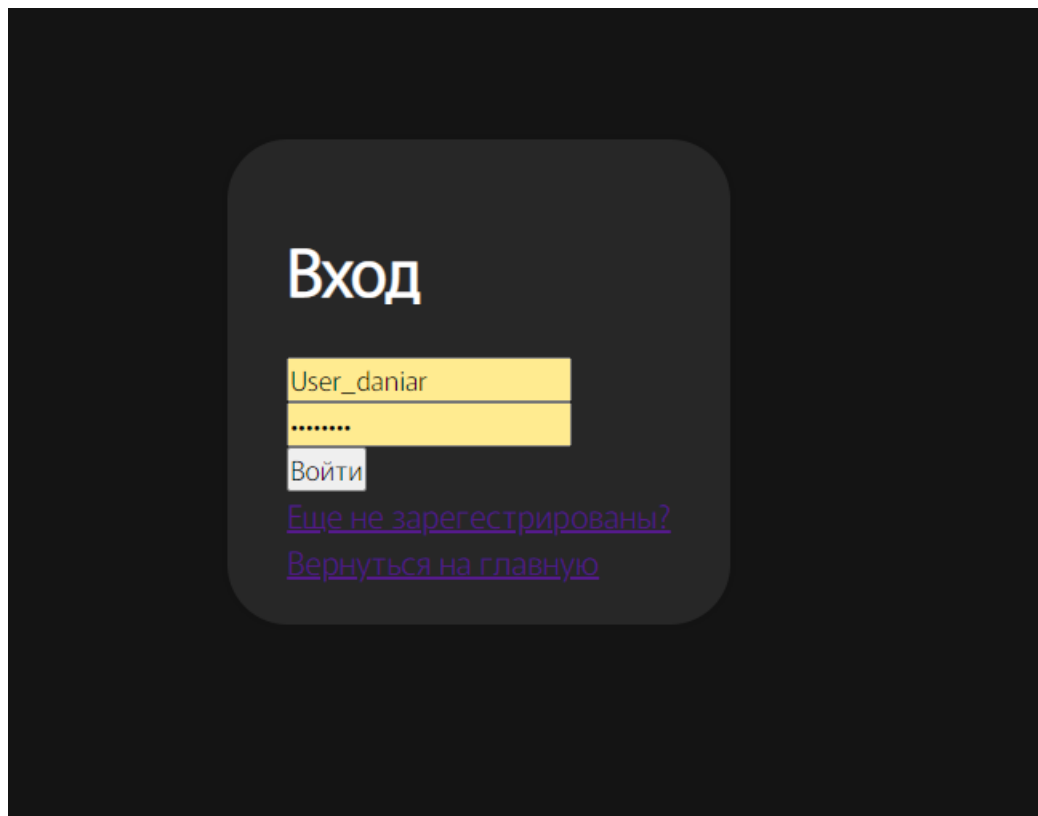 Вход
User_daniar
••••••••
Войти
Еще не зарегестрированы?
Вернуться на главную